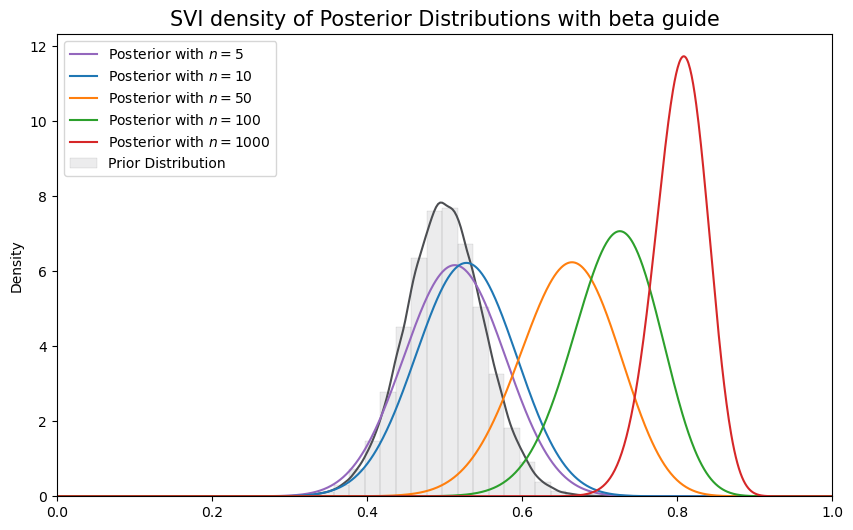 SVI density of Posterior Distributions with beta guide
12
10
8
6
4
2
0
Density
Posterior with n = 5
Posterior with n = 10
Posterior with n = 50
Posterior with n = 100
Posterior with n = 1000
Prior Distribution
0.0 0.2 0.4 0.6 0.8 1.0